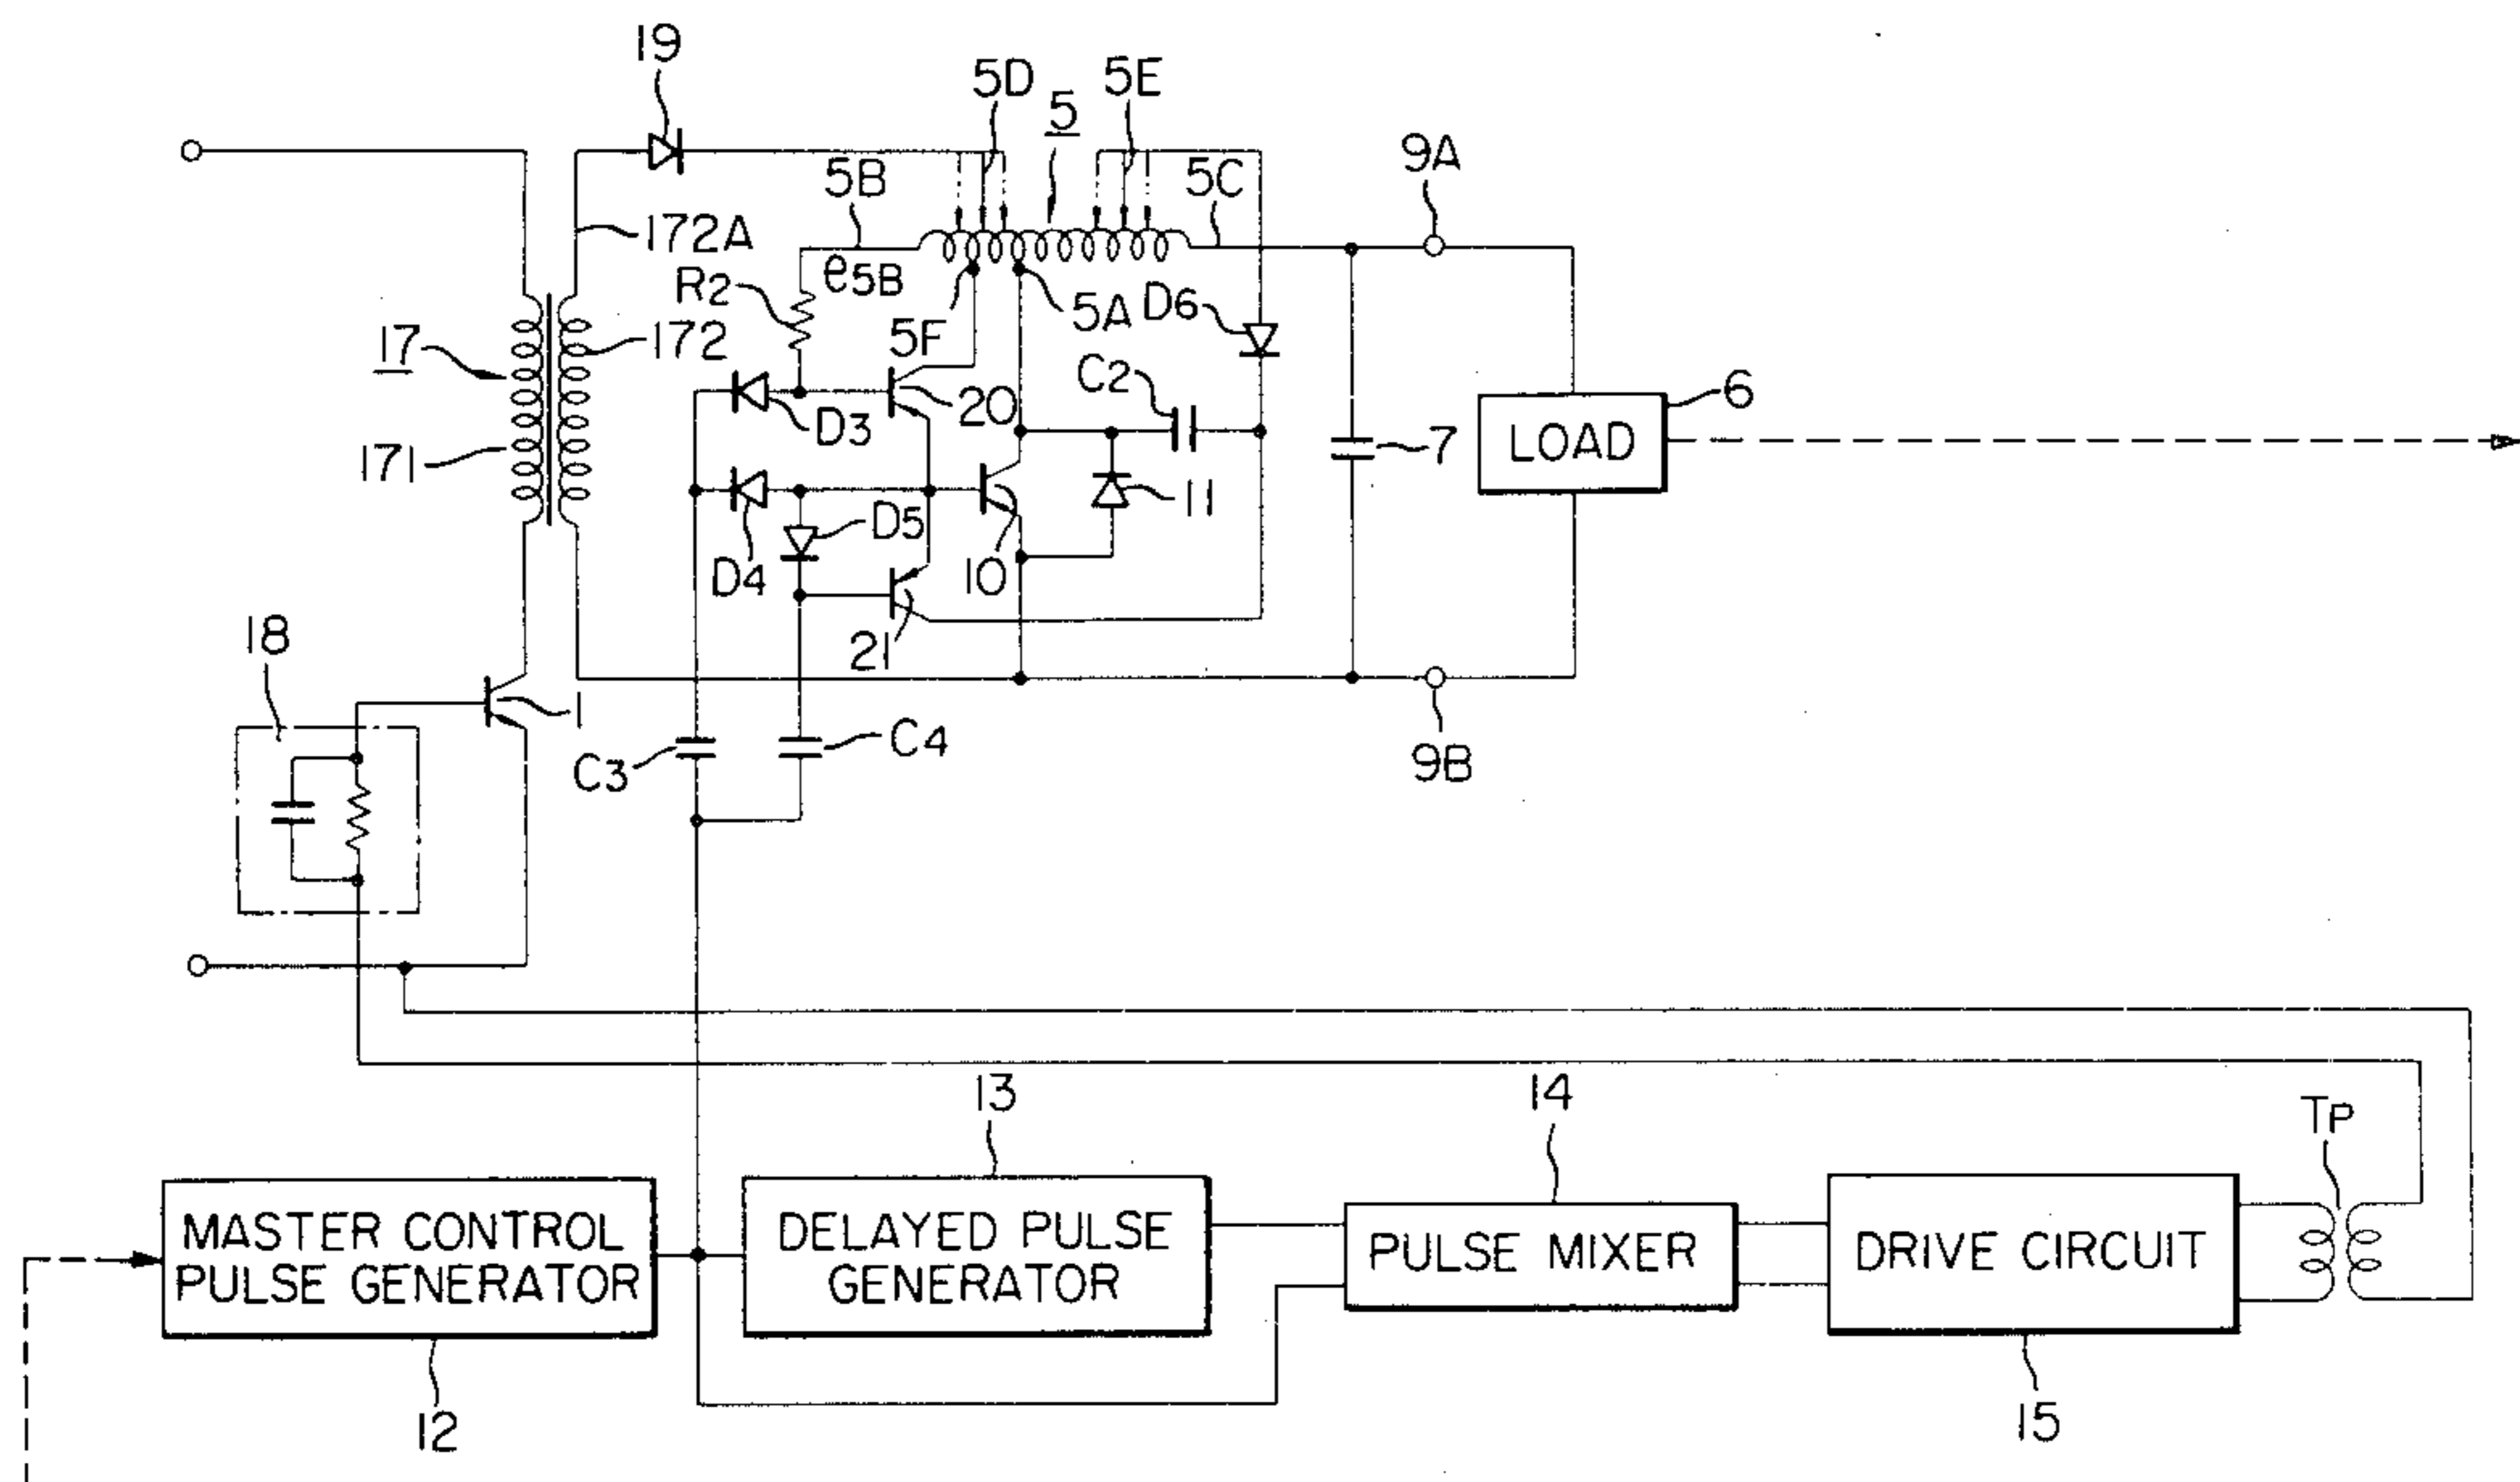 19
5D
5
5E
9A
5B
5C
172A
e5B
R2
5A
D6
5F
17
172
C2
20
6
D3
LOAD
7
171
11
D5
D4
10
18
21
1
C4
C3
9B
13
14
TP
MASTER CONTROL
PULSE GENERATOR
DELAYED PULSE
GENERATOR
PULSE MIXER
DRIVE CIRCUIT
12
15